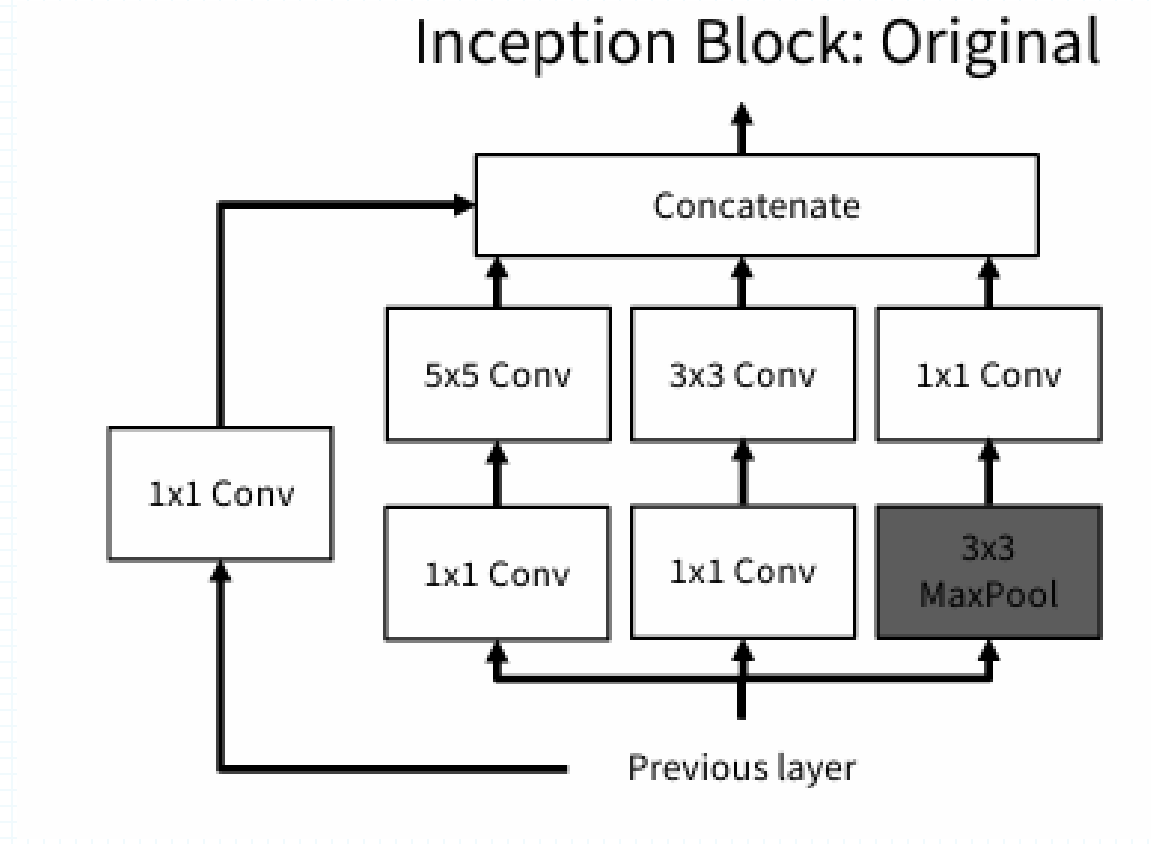 Inception Block: Original
Concatenate
5x5 Conv
3x3 Conv
1x1 Conv
1x1 Conv
1x1 Conv
1x1 Conv
3x3
MaxPool
Previous layer